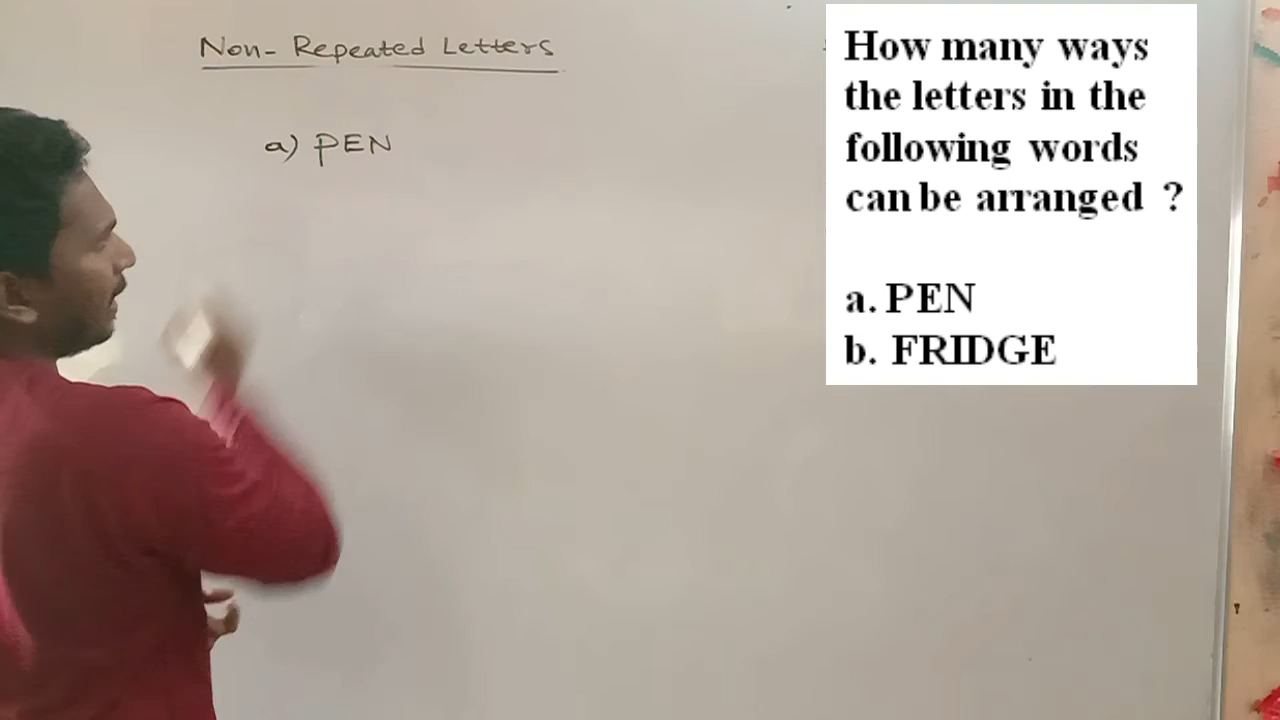 Non-Repeated Letters
a) PEN
How many ways
the letters in the
following words
can be arranged ?
a. PEN
b. FRIDGE